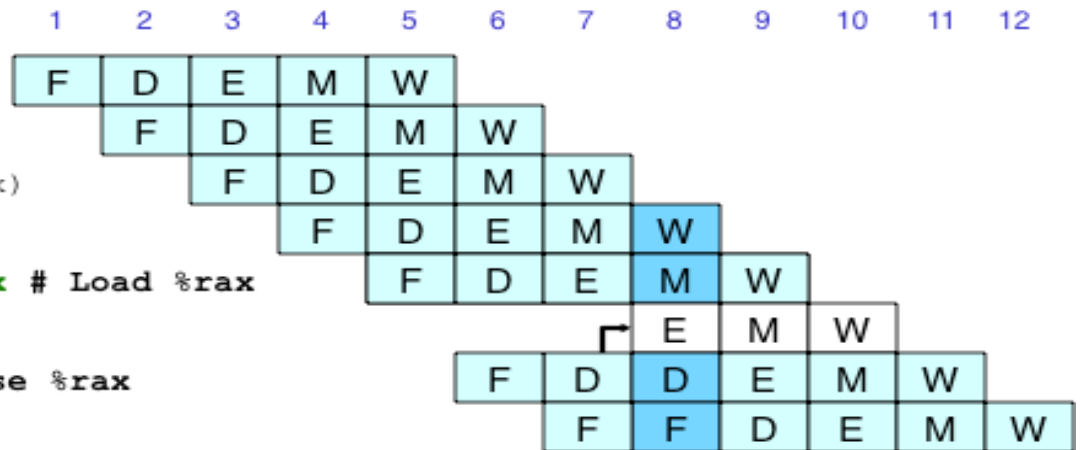 1 2 3 4 5 6 7 8 9 10 11 12
F D E M W
F D E M W
) F D E M W
F D E M W
# Load %rax F D E M W
E M W
%rax F D D E M W
F F D E M W